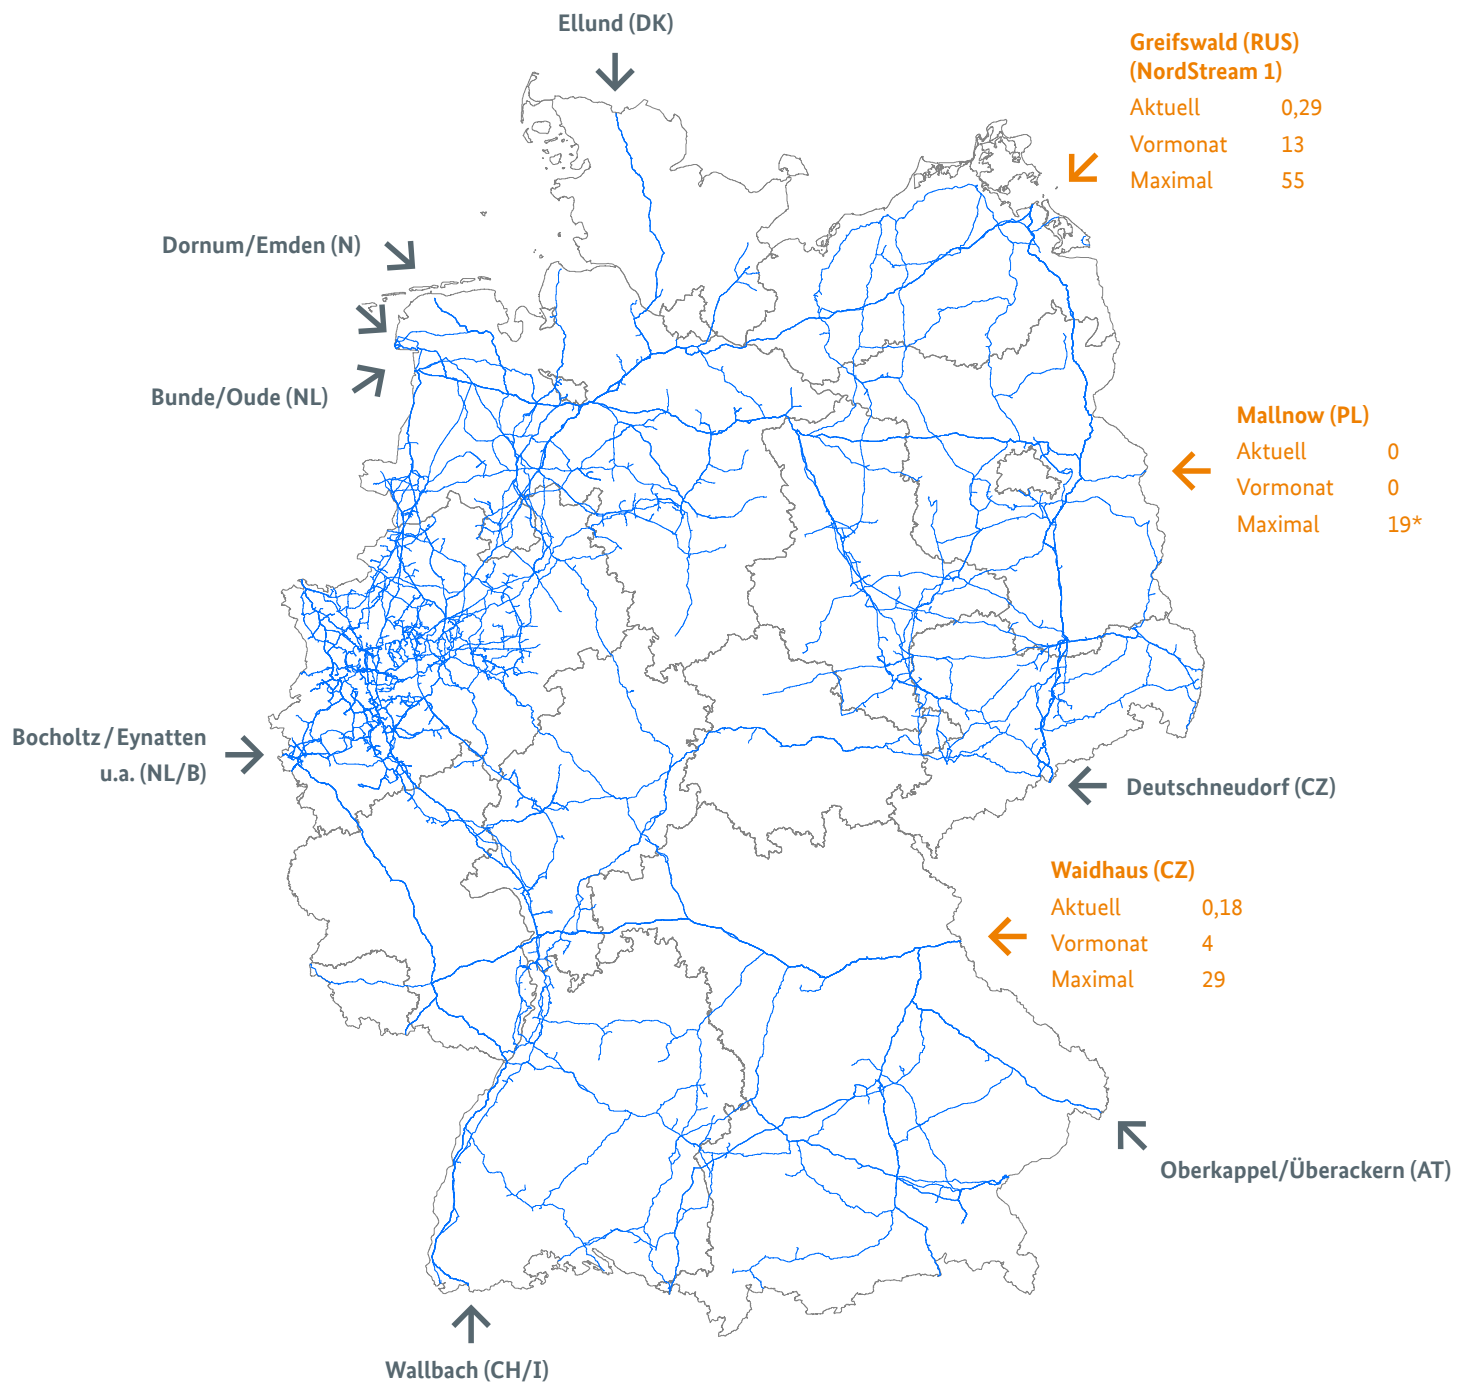 Ellund (DK)
Greifswald (RUS)
(NordStream 1)
Aktuell 0,29
Vormonat 13
Maximal 55
Dornum/Emden (N)
Bunde/Oude (NL)
Mallnow (PL)
Aktuell 0
Vormonat 0
Maximal 19*
Bocholtz / Eynatten
u.a. (NL/B)
Deutschneudorf (CZ)
Waidhaus (CZ)
Aktuell 0,18
Vormonat 4
Maximal 29
Oberkappel/Überackern (AT)
Wallbach (CH/I)